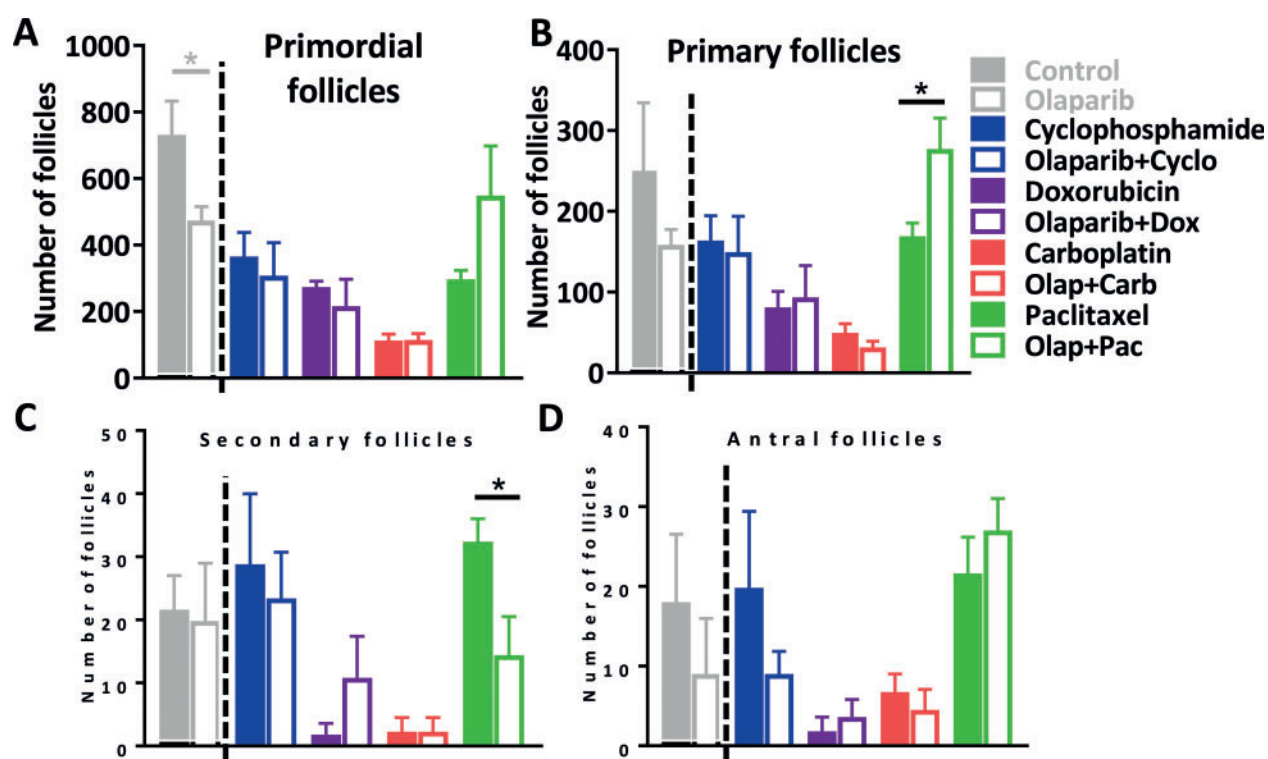 A
Primordial
follicles
Number of follicles
1000
800
600
400
200
0
*
B
Primary follicles
Number of follicles
400
300
200
100
0
*
Control
Olaparib
Cyclophosphamide
Olaparib+Cyclo
Doxorubicin
Olaparib+Dox
Carboplatin
Olap+Carb
Paclitaxel
Olap+Pac
C
Secondary follicles
Number of follicles
50
40
30
20
10
0
*
D
Antral follicles
Number of follicles
40
30
20
10
0